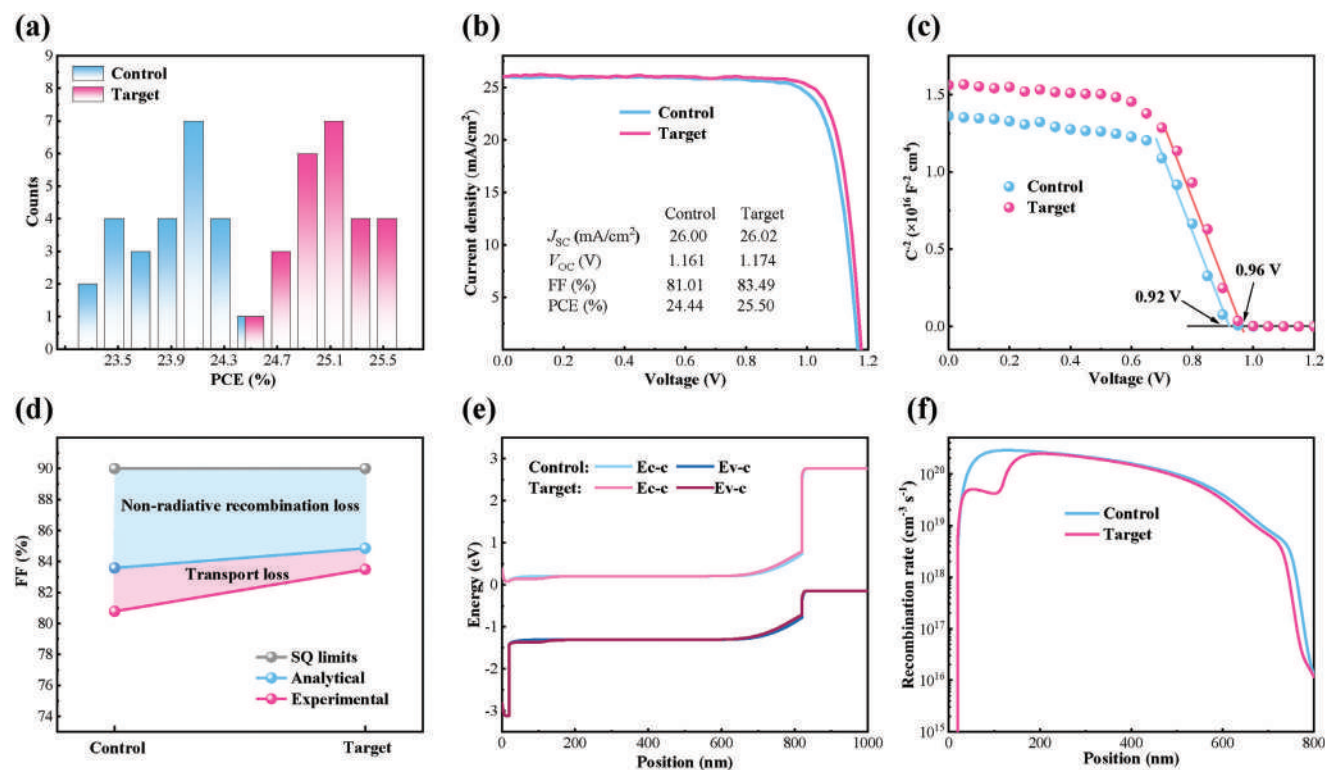 (a)
9
8
7
6
5
4
3
2
1
0
Counts
Control
Target
23.5 23.9 24.3 24.7 25.1 25.5
PCE (%)
(b)
25
20
15
10
5
0
Current density (mA/cm²)
Control
Target
Control Target
J_SC (mA/cm²) 26.00 26.02
V_OC (V) 1.161 1.174
FF (%) 81.01 83.49
PCE (%) 24.44 25.50
0.0 0.2 0.4 0.6 0.8 1.0 1.2
Voltage (V)
(c)
1.5
1.0
0.5
0.0
C⁻² (×10¹⁶ F⁻² cm⁴)
Control
Target
0.96 V
0.92 V
0.0 0.2 0.4 0.6 0.8 1.0 1.2
Voltage (V)
(d)
90
88
86
84
82
80
78
76
74
FF (%)
Non-radiative recombination loss
Transport loss
SQ limits
Analytical
Experimental
Control Target
(e)
3
2
1
0
-1
-2
-3
Energy (eV)
Control: Ec-c Ev-c
Target: Ec-c Ev-c
0 200 400 600 800 1000
Position (nm)
(f)
10²⁰
10¹⁹
10¹⁸
10¹⁷
10¹⁶
10¹⁵
Recombination rate (cm⁻³ s⁻¹)
Control
Target
0 200 400 600 800
Position (nm)